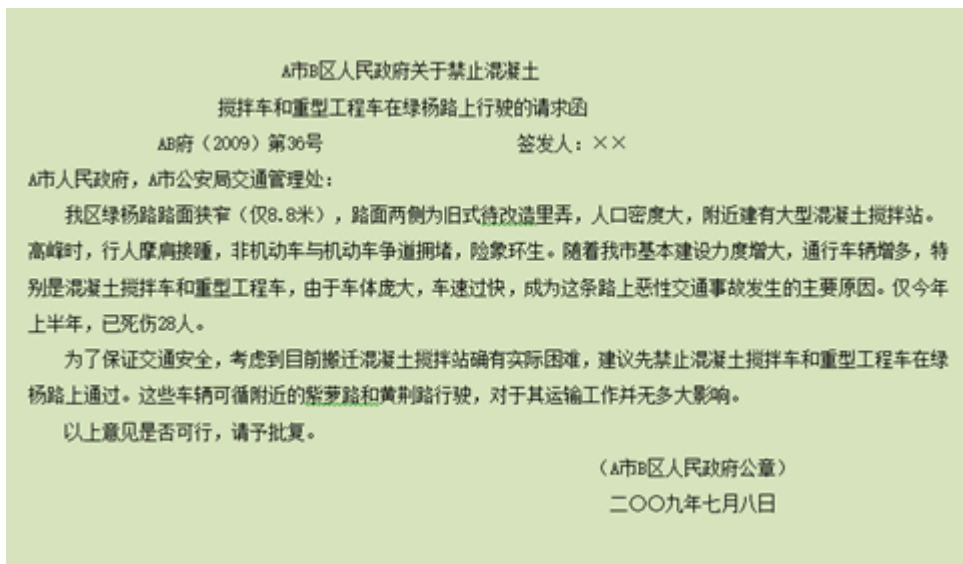 A市B区人民政府关于禁止混凝土
搅拌车和重型工程车在绿杨路上行驶的请求函
AB府（2009）第36号 签发人：××
A市人民政府，A市公安局交通管理处：
我区绿杨路路面狭窄（仅8.8米），路面两侧为旧式待改造里弄，人口密度大，附近建有大型混凝土搅拌站。
高峰时，行人摩肩接踵，非机动车与机动车争道拥堵，险象环生。随着我市基本建设力度增大，通行车辆增多，特
别是混凝土搅拌车和重型工程车，由于车体庞大，车速过快，成为这条路上恶性交通事故发生的主要原因。仅今年
上半年，已死伤28人。
为了保证交通安全，考虑到目前搬迁混凝土搅拌站确有实际困难，建议先禁止混凝土搅拌车和重型工程车在绿
杨路上通过。这些车辆可循附近的紫萝路和黄荆路行驶，对于其运输工作并无多大影响。
以上意见是否可行，请予批复。
（A市B区人民政府公章）
二〇〇九年七月八日